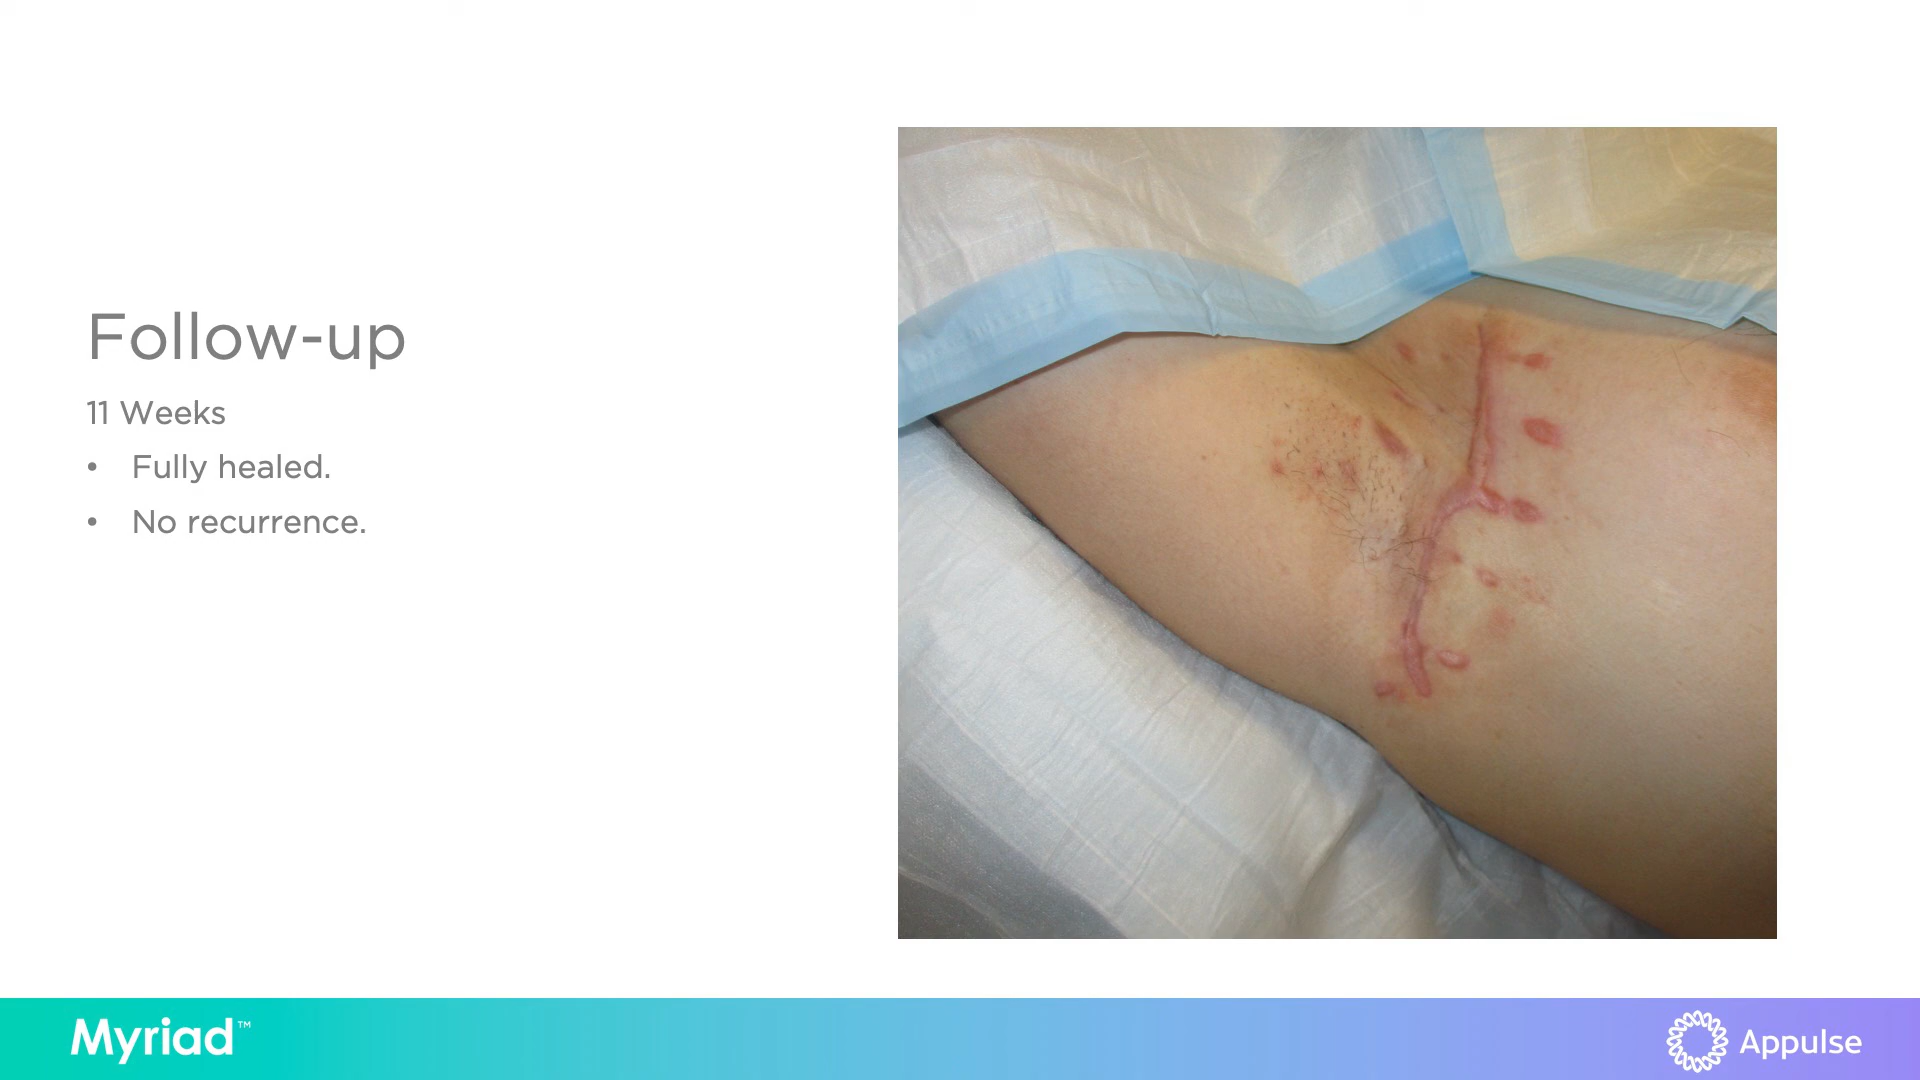 Follow-up
11 Weeks
• Fully healed.
• No recurrence.
Myriad™
Appulse